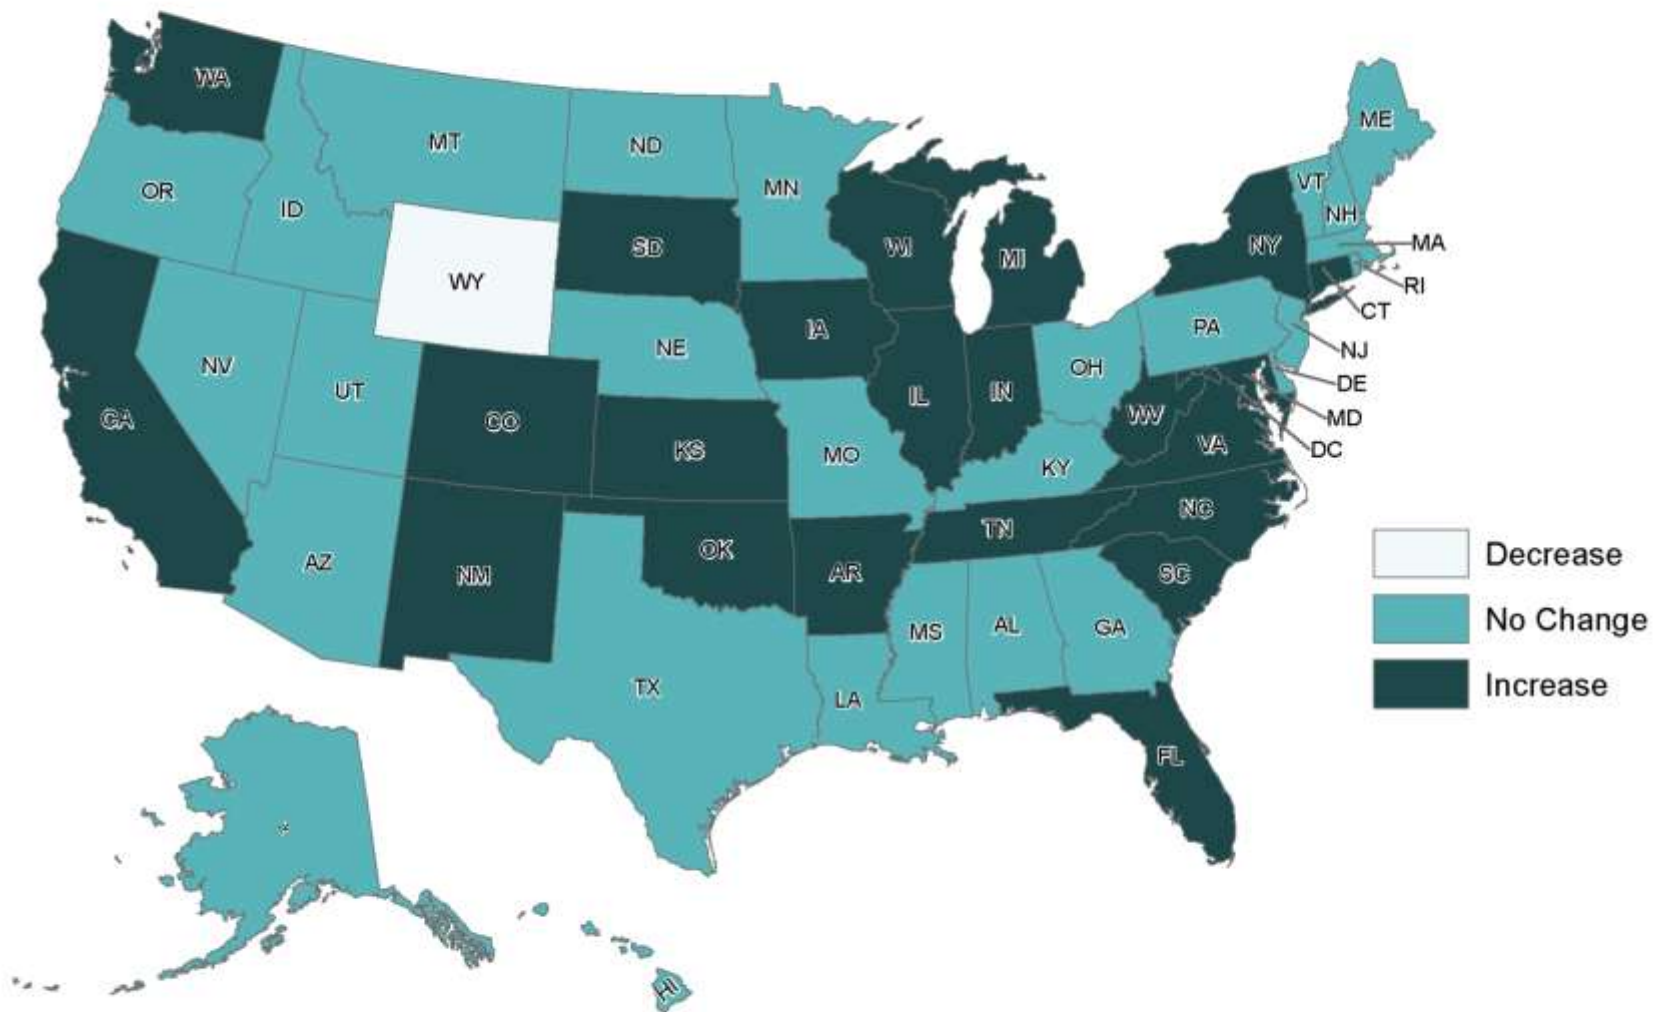 WA
MT
ND
ME
OR
ID
MN
VT
NH
WY
SD
WI
MI
NY
MA
RI
CT
NV
UT
NE
IA
PA
NJ
OH
DE
IL
IN
CA
CO
KS
MO
WV
MD
VA
DC
KY
AZ
NM
OK
AR
TN
NC
SC
Decrease
MS
AL
GA
No Change
TX
LA
Increase
FL
HI